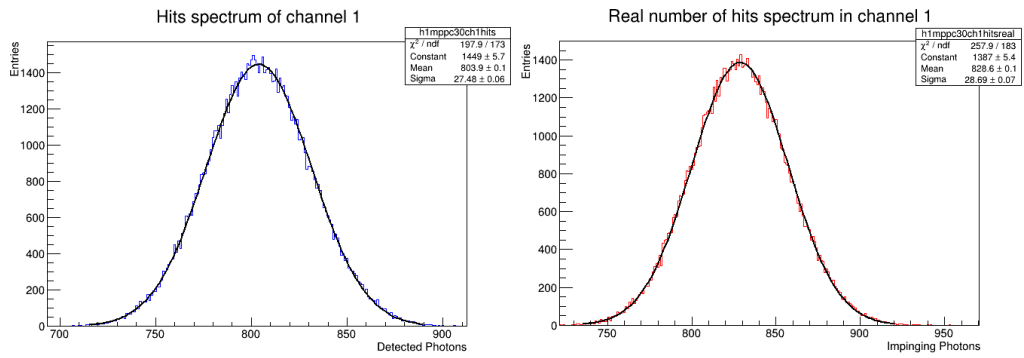 Hits spectrum of channel 1
h1mppc30ch1hits
χ² / ndf 197.9 / 173
Constant 1449 ± 5.7
Mean 803.9 ± 0.1
Sigma 27.48 ± 0.06
Entries
1400
1200
1000
800
600
400
200
0
700 750 800 850 900
Detected Photons
Real number of hits spectrum in channel 1
h1mppc30ch1hitsreal
χ² / ndf 257.9 / 183
Constant 1387 ± 5.4
Mean 828.6 ± 0.1
Sigma 28.69 ± 0.07
Entries
1400
1200
1000
800
600
400
200
0
750 800 850 900 950
Impinging Photons